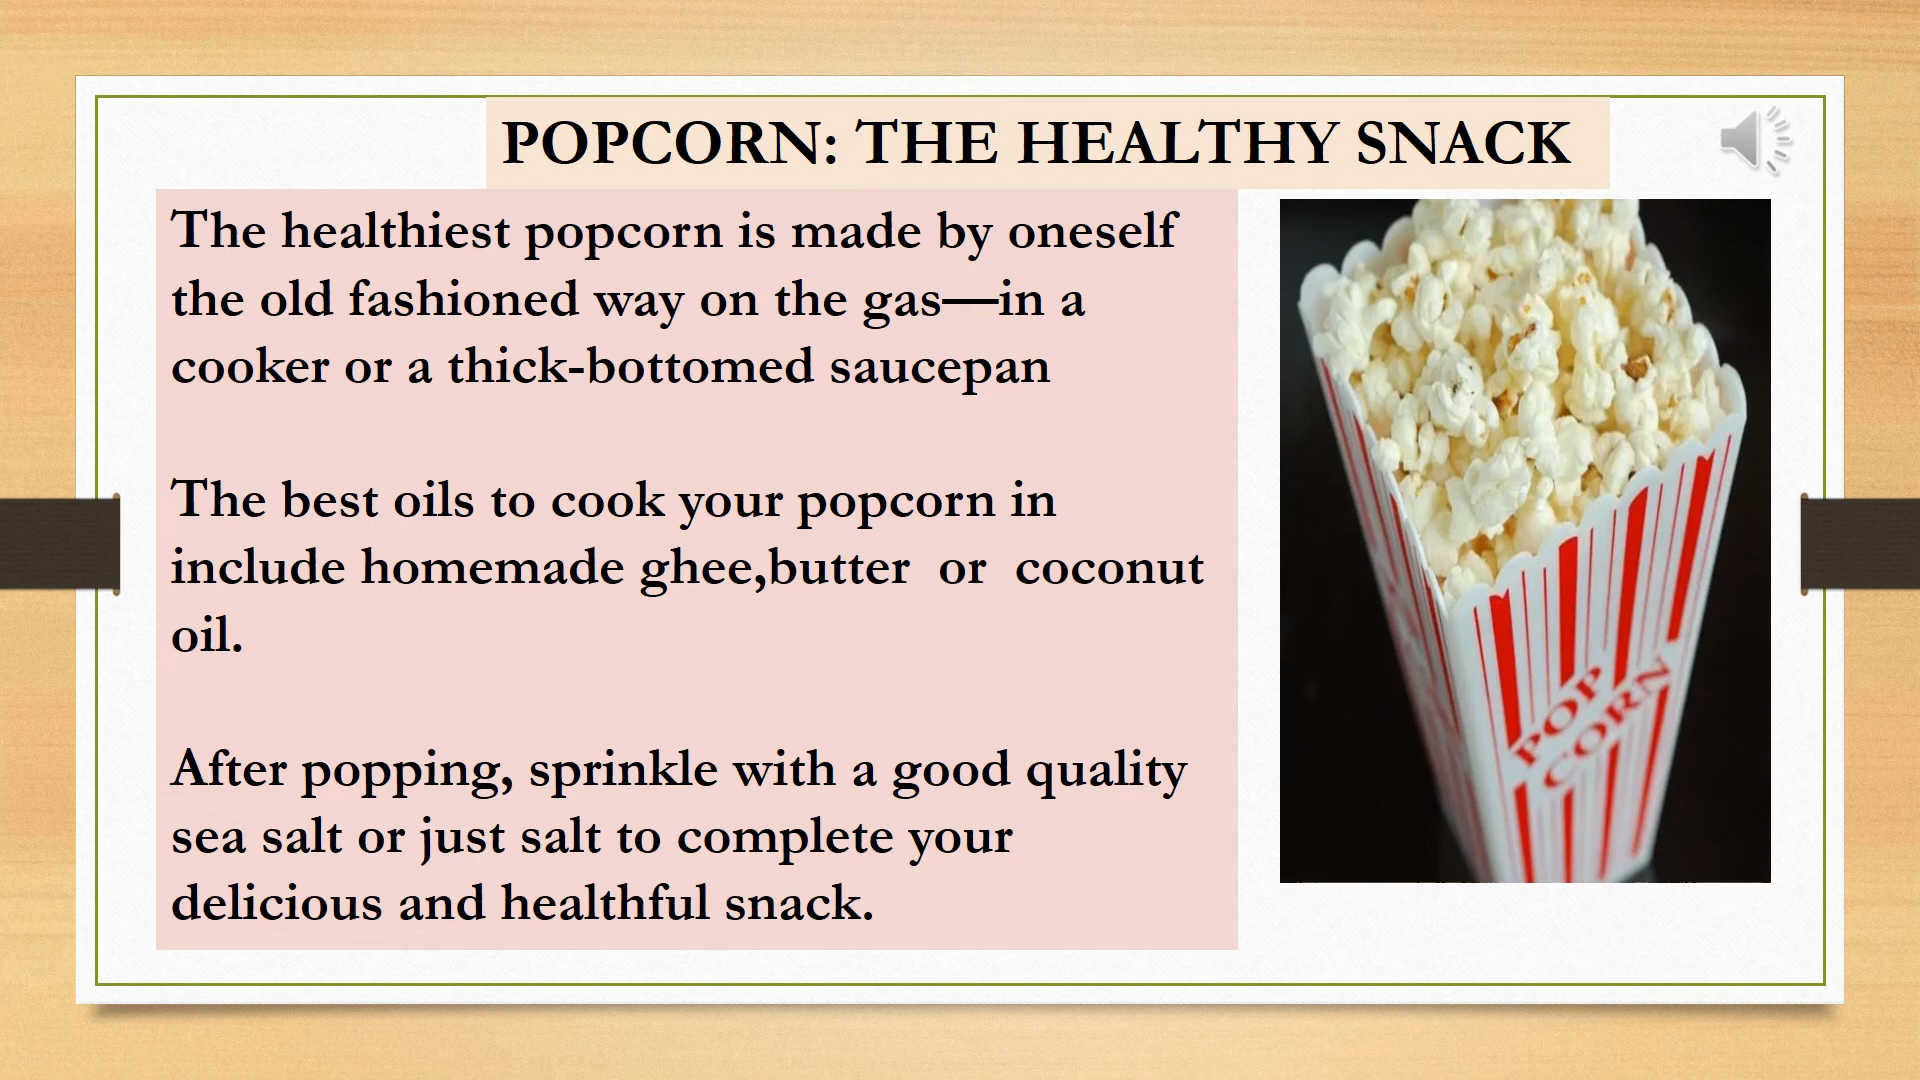 POPCORN: THE HEALTHY SNACK
The healthiest popcorn is made by oneself
the old fashioned way on the gas—in a
cooker or a thick-bottomed saucepan
The best oils to cook your popcorn in
include homemade ghee,butter  or  coconut
oil.
After popping, sprinkle with a good quality
sea salt or just salt to complete your
delicious and healthful snack.
POP
CORN